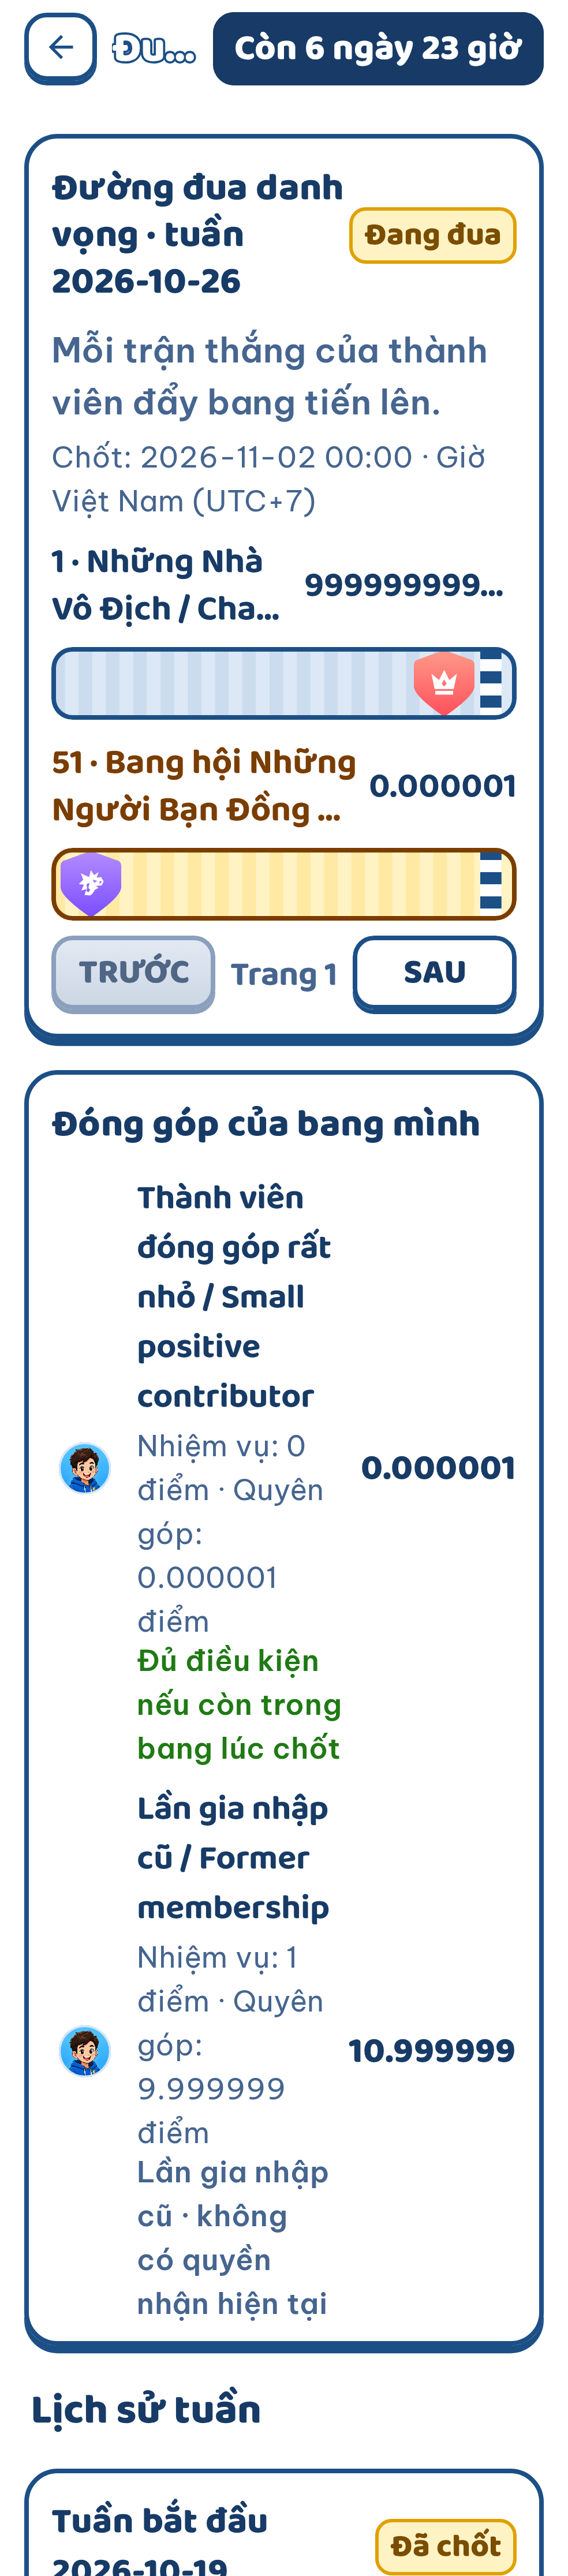 Đu...
Còn 6 ngày 23 giờ
Đường đua danh
vọng · tuần
2026-10-26
Đang đua
Mỗi trận thắng của thành
viên đẩy bang tiến lên.
Chốt: 2026-11-02 00:00 · Giờ
Việt Nam (UTC+7)
1 · Những Nhà
Vô Địch / Cha...
999999999...
51 · Bang hội Những
Người Bạn Đồng ...
0.000001
TRƯỚC
Trang 1
SAU
Đóng góp của bang mình
Thành viên
đóng góp rất
nhỏ / Small
positive
contributor
Nhiệm vụ: 0
điểm · Quyên
góp:
0.000001
điểm
Đủ điều kiện
nếu còn trong
bang lúc chốt
0.000001
Lần gia nhập
cũ / Former
membership
Nhiệm vụ: 1
điểm · Quyên
góp:
9.999999
điểm
Lần gia nhập
cũ · không
có quyền
nhận hiện tại
10.999999
Lịch sử tuần
Tuần bắt đầu
2026-10-19
Đã chốt